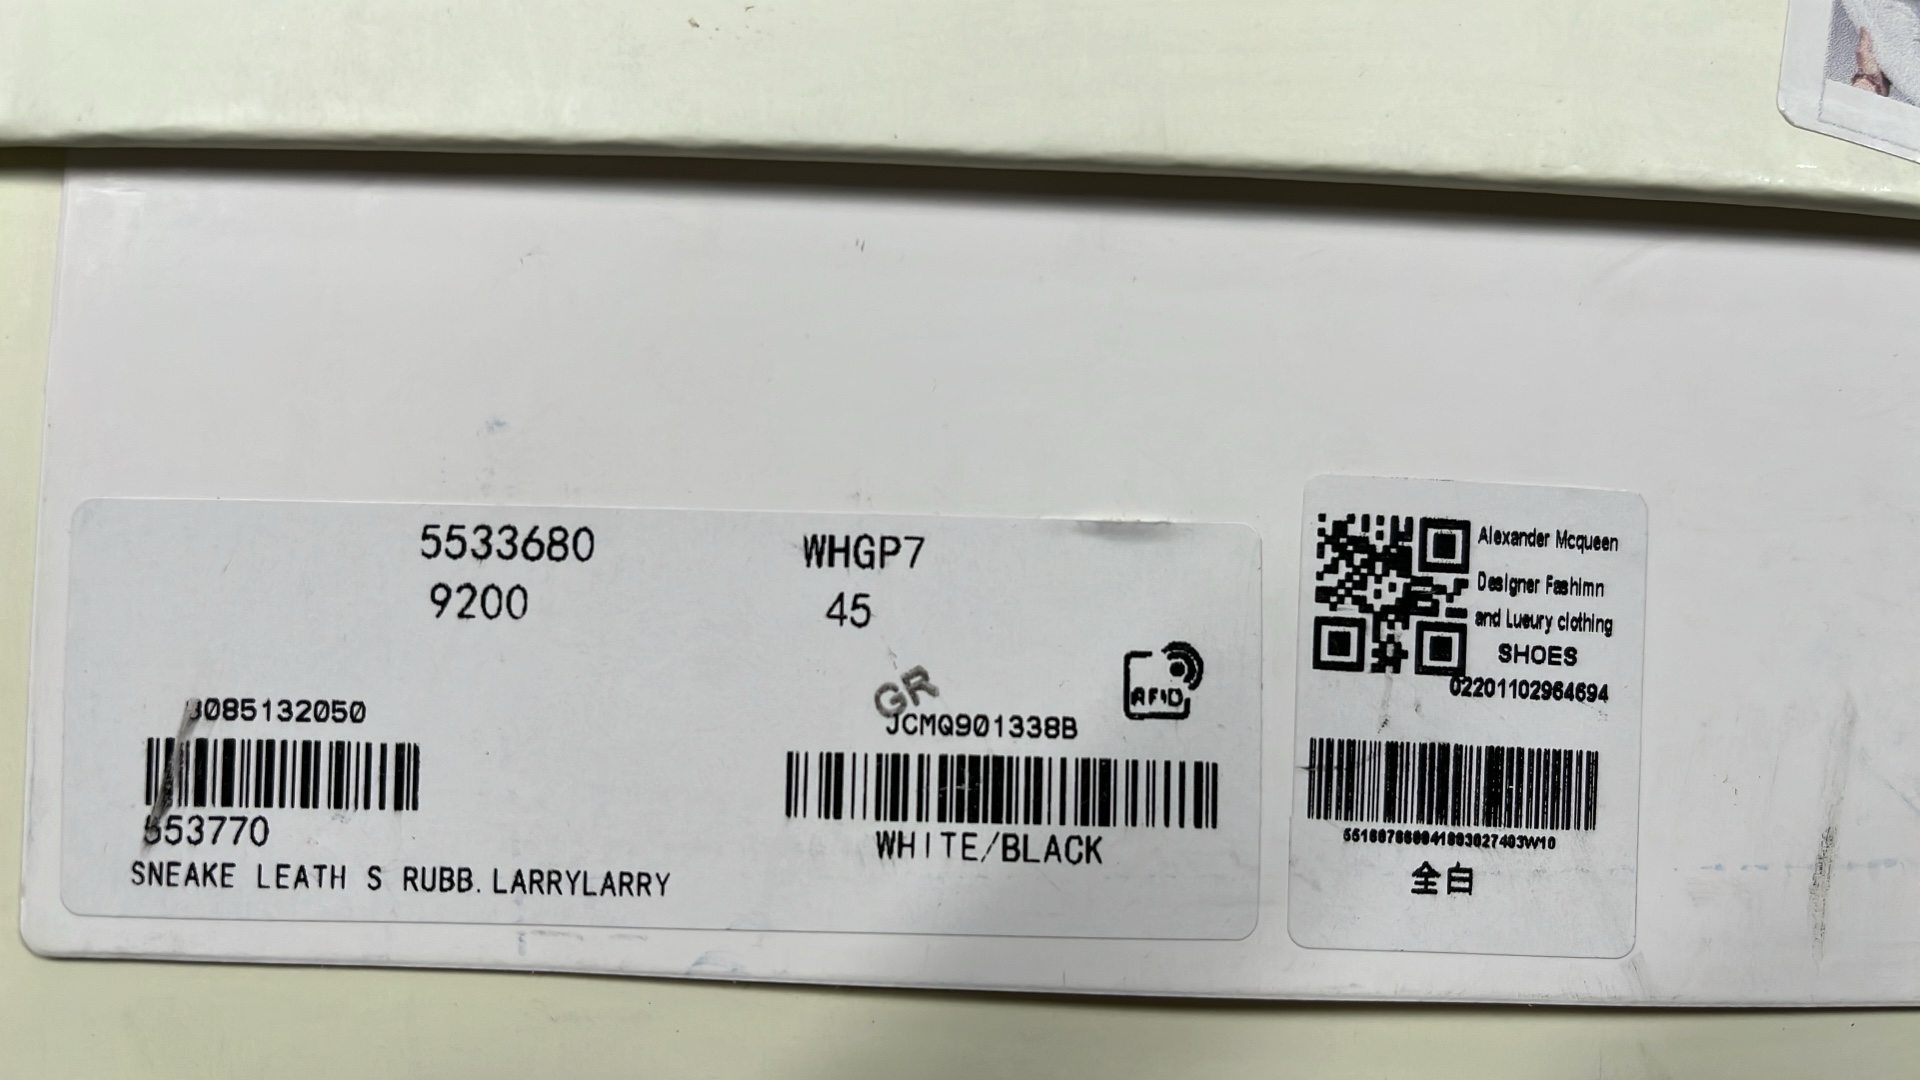 5533680
WHGP7
9200
45
GR
3085132050
JCMQ901338B
RFID
553770
WHITE/BLACK
SNEAKE LEATH S RUBB. LARRYLARRY
Alexander Mcqueen
Designer Fashimn
and Lueury clothing
SHOES
02201102964694
全白